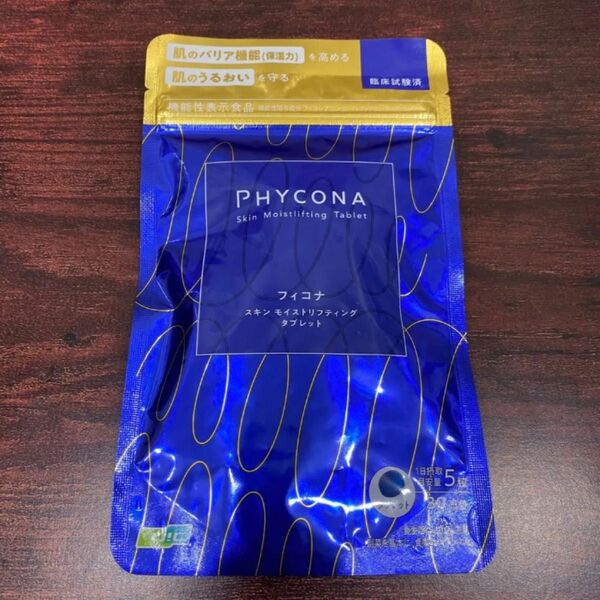 肌のバリア機能(保湿力)を高める
肌のうるおいを守る
臨床試験済
機能性表示食品
PHYCONA
Skin Moistlifting Tablet
フィコナ
スキン モイストリフティング
タブレット
1日摂取
目安量5粒